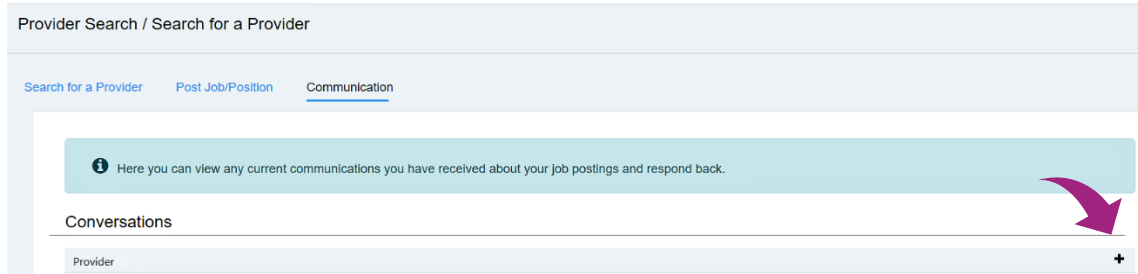 Provider Search / Search for a Provider
Search for a Provider Post Job/Position Communication
Here you can view any current communications you have received about your job postings and respond back.
Conversations
Provider